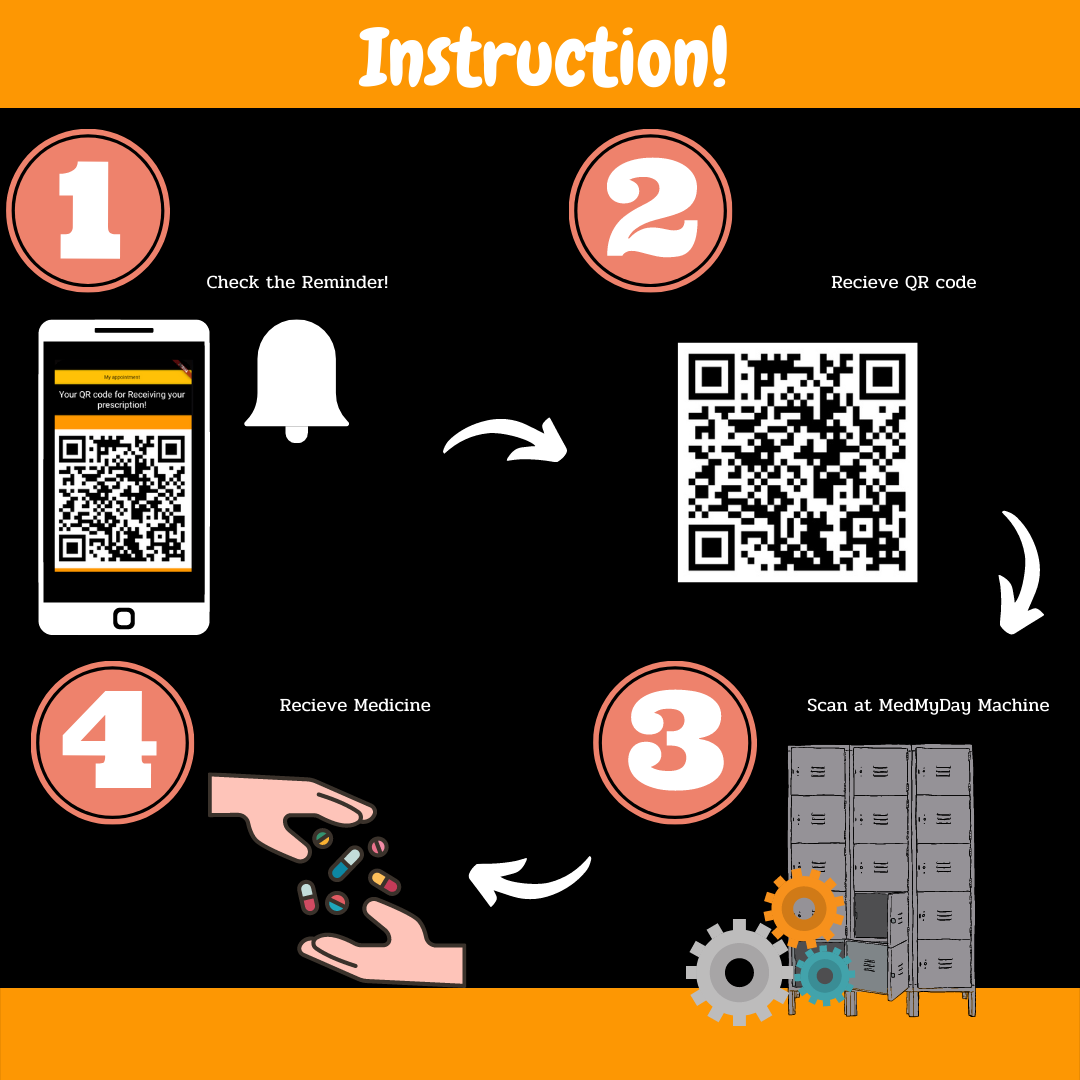 Instruction!
1
Check the Reminder!
My appointment
Your QR code for Receiving your
prescription!
2
Recieve QR code
3
Scan at MedMyDay Machine
4
Recieve Medicine